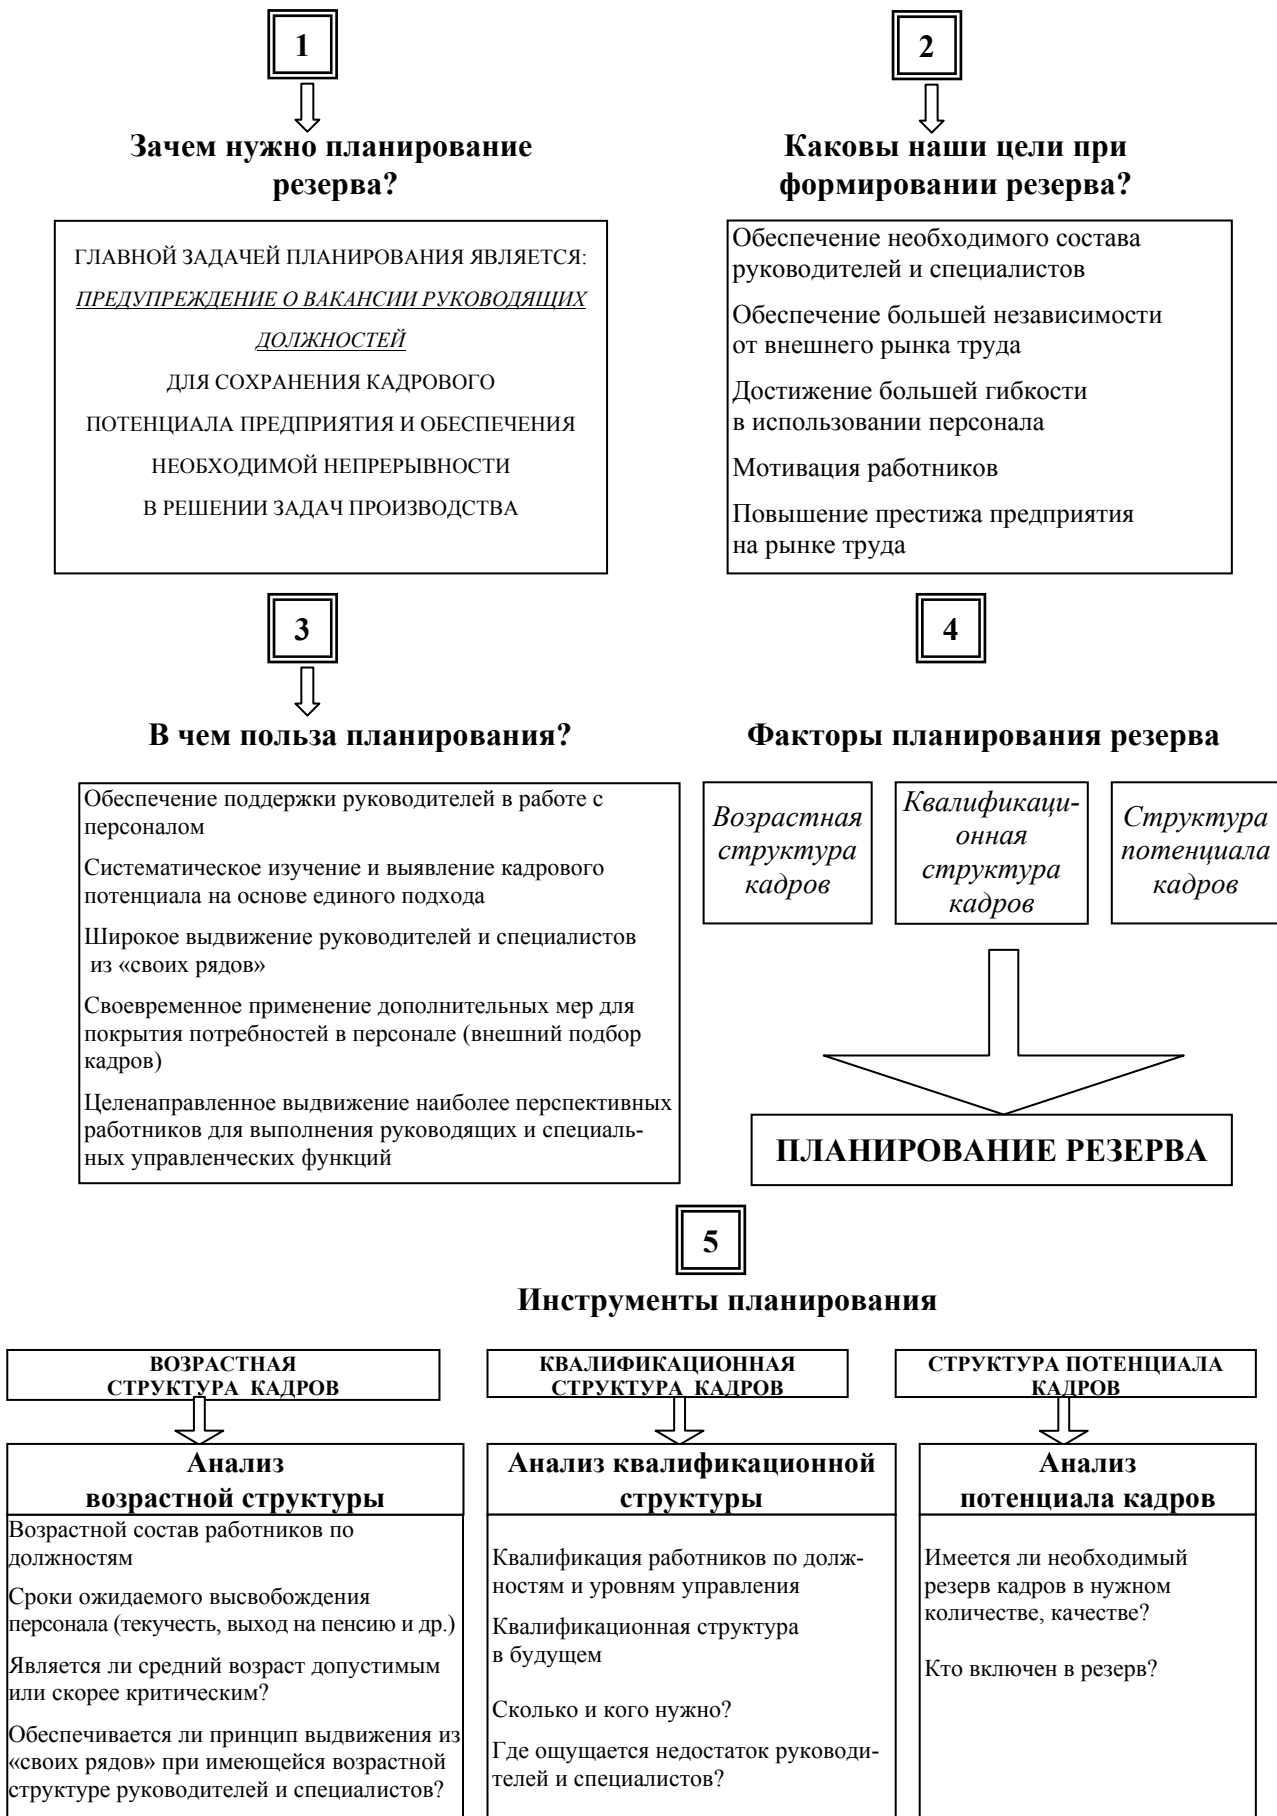 1
Зачем нужно планирование
резерва?
ГЛАВНОЙ ЗАДАЧЕЙ ПЛАНИРОВАНИЯ ЯВЛЯЕТСЯ:
ПРЕДУПРЕЖДЕНИЕ О ВАКАНСИИ РУКОВОДЯЩИХ
ДОЛЖНОСТЕЙ
ДЛЯ СОХРАНЕНИЯ КАДРОВОГО
ПОТЕНЦИАЛА ПРЕДПРИЯТИЯ И ОБЕСПЕЧЕНИЯ
НЕОБХОДИМОЙ НЕПРЕРЫВНОСТИ
В РЕШЕНИИ ЗАДАЧ ПРОИЗВОДСТВА
2
Каковы наши цели при
формировании резерва?
Обеспечение необходимого состава
руководителей и специалистов
Обеспечение большей независимости
от внешнего рынка труда
Достижение большей гибкости
в использовании персонала
Мотивация работников
Повышение престижа предприятия
на рынке труда
3
В чем польза планирования?
Обеспечение поддержки руководителей в работе с
персоналом
Систематическое изучение и выявление кадрового
потенциала на основе единого подхода
Широкое выдвижение руководителей и специалистов
из «своих рядов»
Своевременное применение дополнительных мер для
покрытия потребностей в персонале (внешний подбор
кадров)
Целенаправленное выдвижение наиболее перспективных
работников для выполнения руководящих и специаль-
ных управленческих функций
4
Факторы планирования резерва
Возрастная
структура
кадров
Квалификаци-
онная
структура
кадров
Структура
потенциала
кадров
ПЛАНИРОВАНИЕ РЕЗЕРВА
5
Инструменты планирования
ВОЗРАСТНАЯ
СТРУКТУРА КАДРОВ
Анализ
возрастной структуры
Возрастной состав работников по
должностям
Сроки ожидаемого высвобождения
персонала (текучесть, выход на пенсию и др.)
Является ли средний возраст допустимым
или скорее критическим?
Обеспечивается ли принцип выдвижения из
«своих рядов» при имеющейся возрастной
структуре руководителей и специалистов?
КВАЛИФИКАЦИОННАЯ
СТРУКТУРА КАДРОВ
Анализ квалификационной
структуры
Квалификация работников по долж-
ностям и уровням управления
Квалификационная структура
в будущем
Сколько и кого нужно?
Где ощущается недостаток руководи-
телей и специалистов?
СТРУКТУРА ПОТЕНЦИАЛА
КАДРОВ
Анализ
потенциала кадров
Имеется ли необходимый
резерв кадров в нужном
количестве, качестве?
Кто включен в резерв?